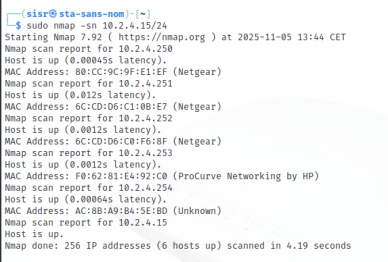 ┌──(sisr㉿sta-sans-nom)-[~]
└─$ sudo nmap -sn 10.2.4.15/24
Starting Nmap 7.92 ( https://nmap.org ) at 2025-11-05 13:44 CET
Nmap scan report for 10.2.4.250
Host is up (0.00045s latency).
MAC Address: 80:CC:9C:9F:E1:EF (Netgear)
Nmap scan report for 10.2.4.251
Host is up (0.012s latency).
MAC Address: 6C:CD:D6:C1:0B:E7 (Netgear)
Nmap scan report for 10.2.4.252
Host is up (0.0012s latency).
MAC Address: 6C:CD:D6:C0:F6:8F (Netgear)
Nmap scan report for 10.2.4.253
Host is up (0.0012s latency).
MAC Address: F0:62:81:E4:92:C0 (ProCurve Networking by HP)
Nmap scan report for 10.2.4.254
Host is up (0.00064s latency).
MAC Address: AC:8B:A9:B4:5E:BD (Unknown)
Nmap scan report for 10.2.4.15
Host is up.
Nmap done: 256 IP addresses (6 hosts up) scanned in 4.19 seconds